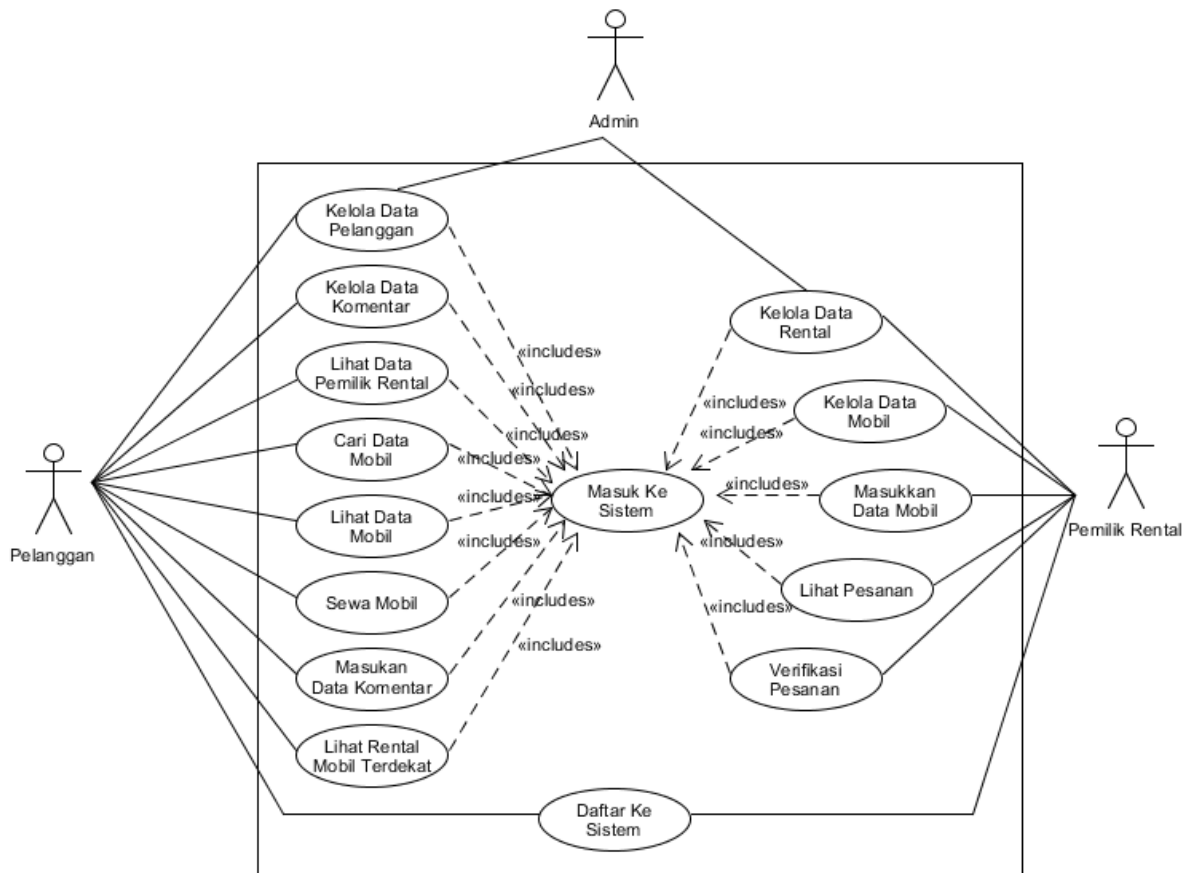 Admin
Kelola Data
Pelanggan
Kelola Data
Komentar
Lihat Data
Pemilik Rental
Cari Data
Mobil
Lihat Data
Mobil
Sewa Mobil
Masukan
Data Komentar
Lihat Rental
Mobil Terdekat
Pelanggan
«includes»
«includes»
«includes»
«includes»
«includes»
«includes»
«includes»
«includes»
Masuk Ke
Sistem
«includes»
«includes»
«includes»
«includes»
«includes»
Kelola Data
Rental
Kelola Data
Mobil
Masukkan
Data Mobil
Lihat Pesanan
Verifikasi
Pesanan
Pemilik Rental
Daftar Ke
Sistem